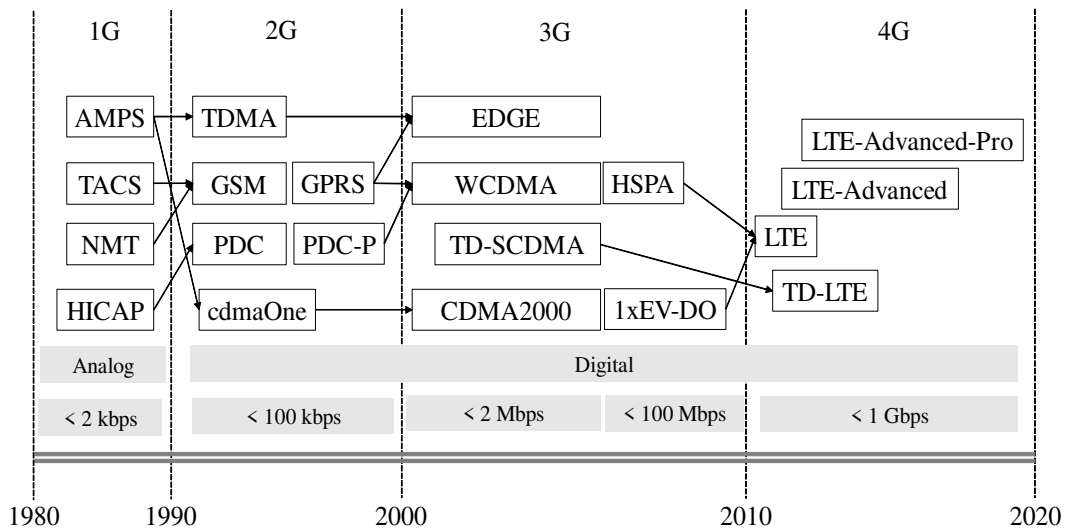 1G 2G 3G 4G
AMPS TDMA EDGE
LTE-Advanced-Pro
TACS GSM GPRS WCDMA HSPA
LTE-Advanced
NMT PDC PDC-P TD-SCDMA LTE
TD-LTE
HICAP cdmaOne CDMA2000 1xEV-DO
Analog Digital
< 2 kbps < 100 kbps < 2 Mbps < 100 Mbps < 1 Gbps
1980 1990 2000 2010 2020